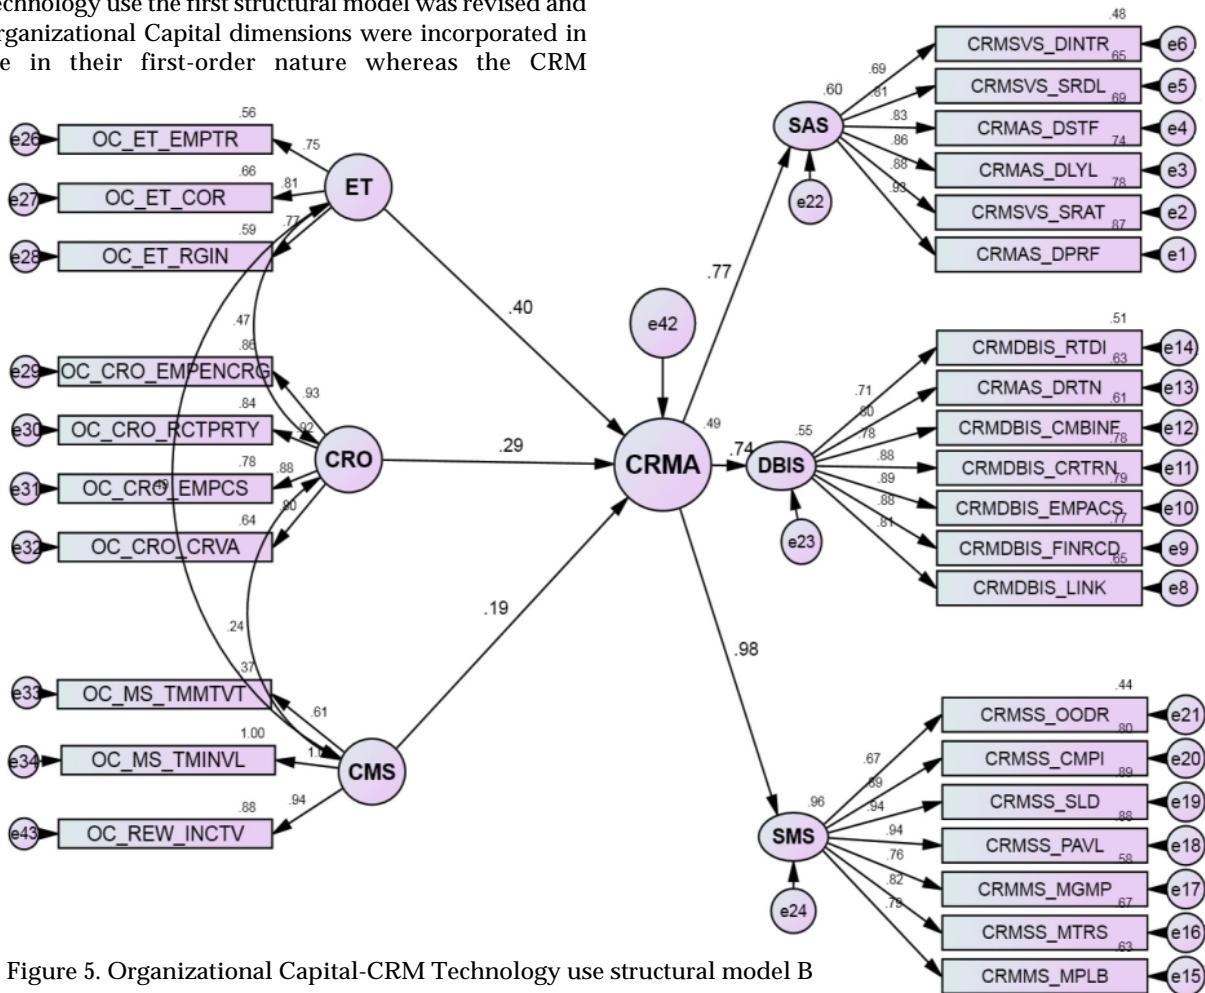 echnology use the first structural model was revised and
rganizational Capital dimensions were incorporated in
e in their first-order nature whereas the CRM
.56
e26
OC_ET_EMPTR
.75
.66
e27
OC_ET_COR
.81
ET
.59
e28
OC_ET_RGIN
.77
.47
.86
e29
OC_CRO_EMPENCRG
.93
.84
e30
OC_CRO_RCTPRTY
.92
CRO
.78
e31
OC_CRO_EMPCS
.88
.49
.64
e32
OC_CRO_CRVA
.80
.24
.37
e33
OC_MS_TMMTVT
.61
1.00
e34
OC_MS_TMINVL
CMS
.88
e43
OC_REW_INCTV
.94
.40
.29
.19
e42
CRMA
.49
.77
.74
.98
.60
SAS
e22
.69
.81
.83
.86
.88
.93
.48
CRMSVS_DINTR
e6
.65
CRMSVS_SRDL
e5
.69
CRMAS_DSTF
e4
.74
CRMAS_DLYL
e3
.78
CRMSVS_SRAT
e2
.87
CRMAS_DPRF
e1
.55
DBIS
e23
.71
.80
.78
.88
.89
.88
.81
.51
CRMDBIS_RTDI
e14
.63
CRMAS_DRTN
e13
.61
CRMDBIS_CMBINF
e12
.78
CRMDBIS_CRTRN
e11
.79
CRMDBIS_EMPACS
e10
.77
CRMDBIS_FINRCD
e9
.65
CRMDBIS_LINK
e8
.96
SMS
e24
.67
.89
.94
.94
.76
.82
.79
.44
CRMSS_OODR
e21
.80
CRMSS_CMPI
e20
.89
CRMSS_SLD
e19
.88
CRMSS_PAVL
e18
.58
CRMMS_MGMP
e17
.67
CRMSS_MTRS
e16
.63
CRMMS_MPLB
e15
Figure 5. Organizational Capital-CRM Technology use structural model B